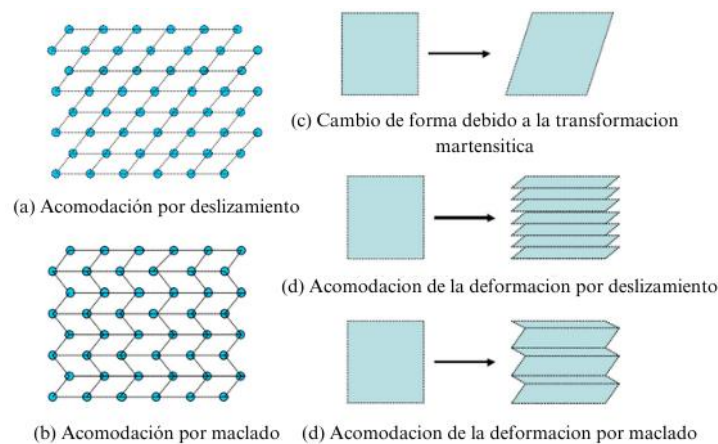 (a) Acomodación por deslizamiento
(b) Acomodación por maclado
(c) Cambio de forma debido a la transformacion
martensitica
(d) Acomodacion de la deformacion por deslizamiento
(d) Acomodacion de la deformacion por maclado